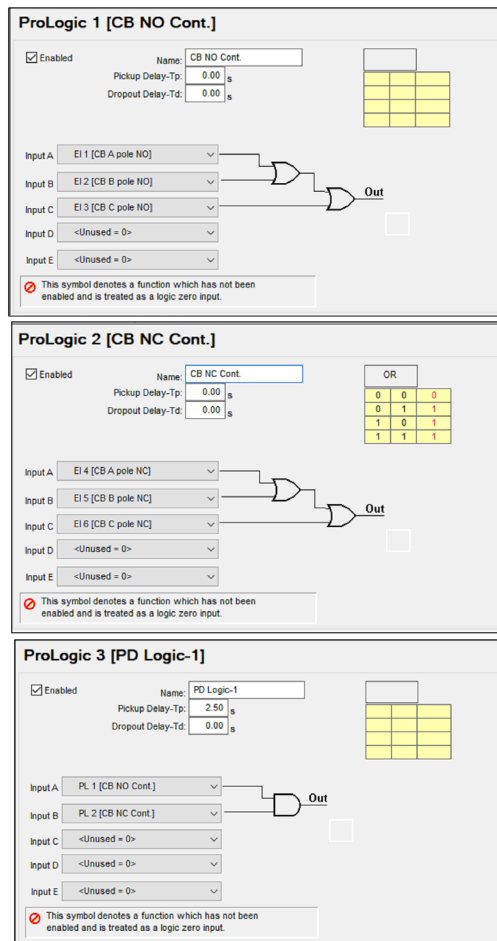 ProLogic 1 [CB NO Cont.]
Enabled
Name: CB NO Cont.
Pickup Delay-Tp: 0.00 s
Dropout Delay-Td: 0.00 s
Input A EI 1 [CB A pole NO]
Input B EI 2 [CB B pole NO]
Input C EI 3 [CB C pole NO]
Out
Input D <Unused = 0>
Input E <Unused = 0>
This symbol denotes a function which has not been
enabled and is treated as a logic zero input.
ProLogic 2 [CB NC Cont.]
Enabled
Name: CB NC Cont.
Pickup Delay-Tp: 0.00 s
Dropout Delay-Td: 0.00 s
OR
0 0 0
0 1 1
1 0 1
1 1 1
Input A EI 4 [CB A pole NC]
Input B EI 5 [CB B pole NC]
Input C EI 6 [CB C pole NC]
Out
Input D <Unused = 0>
Input E <Unused = 0>
This symbol denotes a function which has not been
enabled and is treated as a logic zero input.
ProLogic 3 [PD Logic-1]
Enabled
Name: PD Logic-1
Pickup Delay-Tp: 2.50 s
Dropout Delay-Td: 0.00 s
Input A PL 1 [CB NO Cont.]
Out
Input B PL 2 [CB NC Cont.]
Input C <Unused = 0>
Input D <Unused = 0>
Input E <Unused = 0>
This symbol denotes a function which has not been
enabled and is treated as a logic zero input.